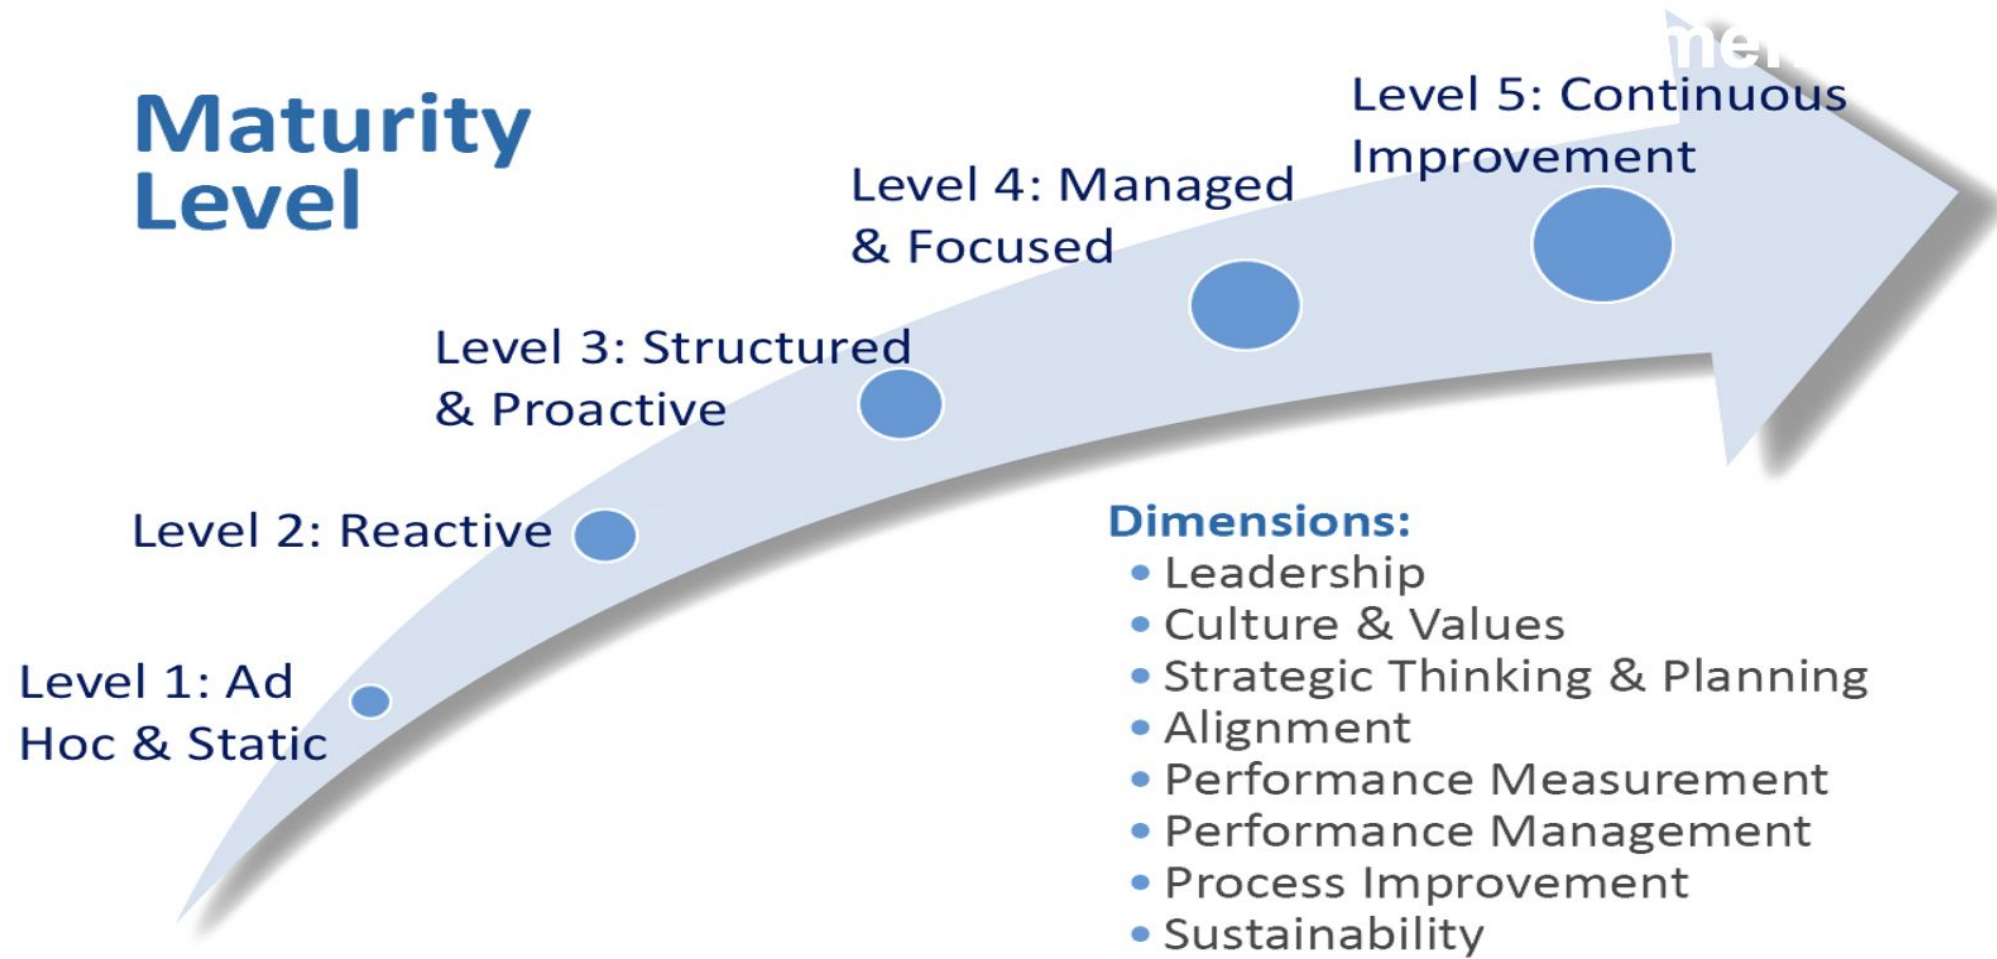 Maturity
Level
Level 5: Continuous
Improvement
Level 4: Managed
& Focused
Level 3: Structured
& Proactive
Level 2: Reactive
Level 1: Ad
Hoc & Static
Dimensions:
• Leadership
• Culture & Values
• Strategic Thinking & Planning
• Alignment
• Performance Measurement
• Performance Management
• Process Improvement
• Sustainability